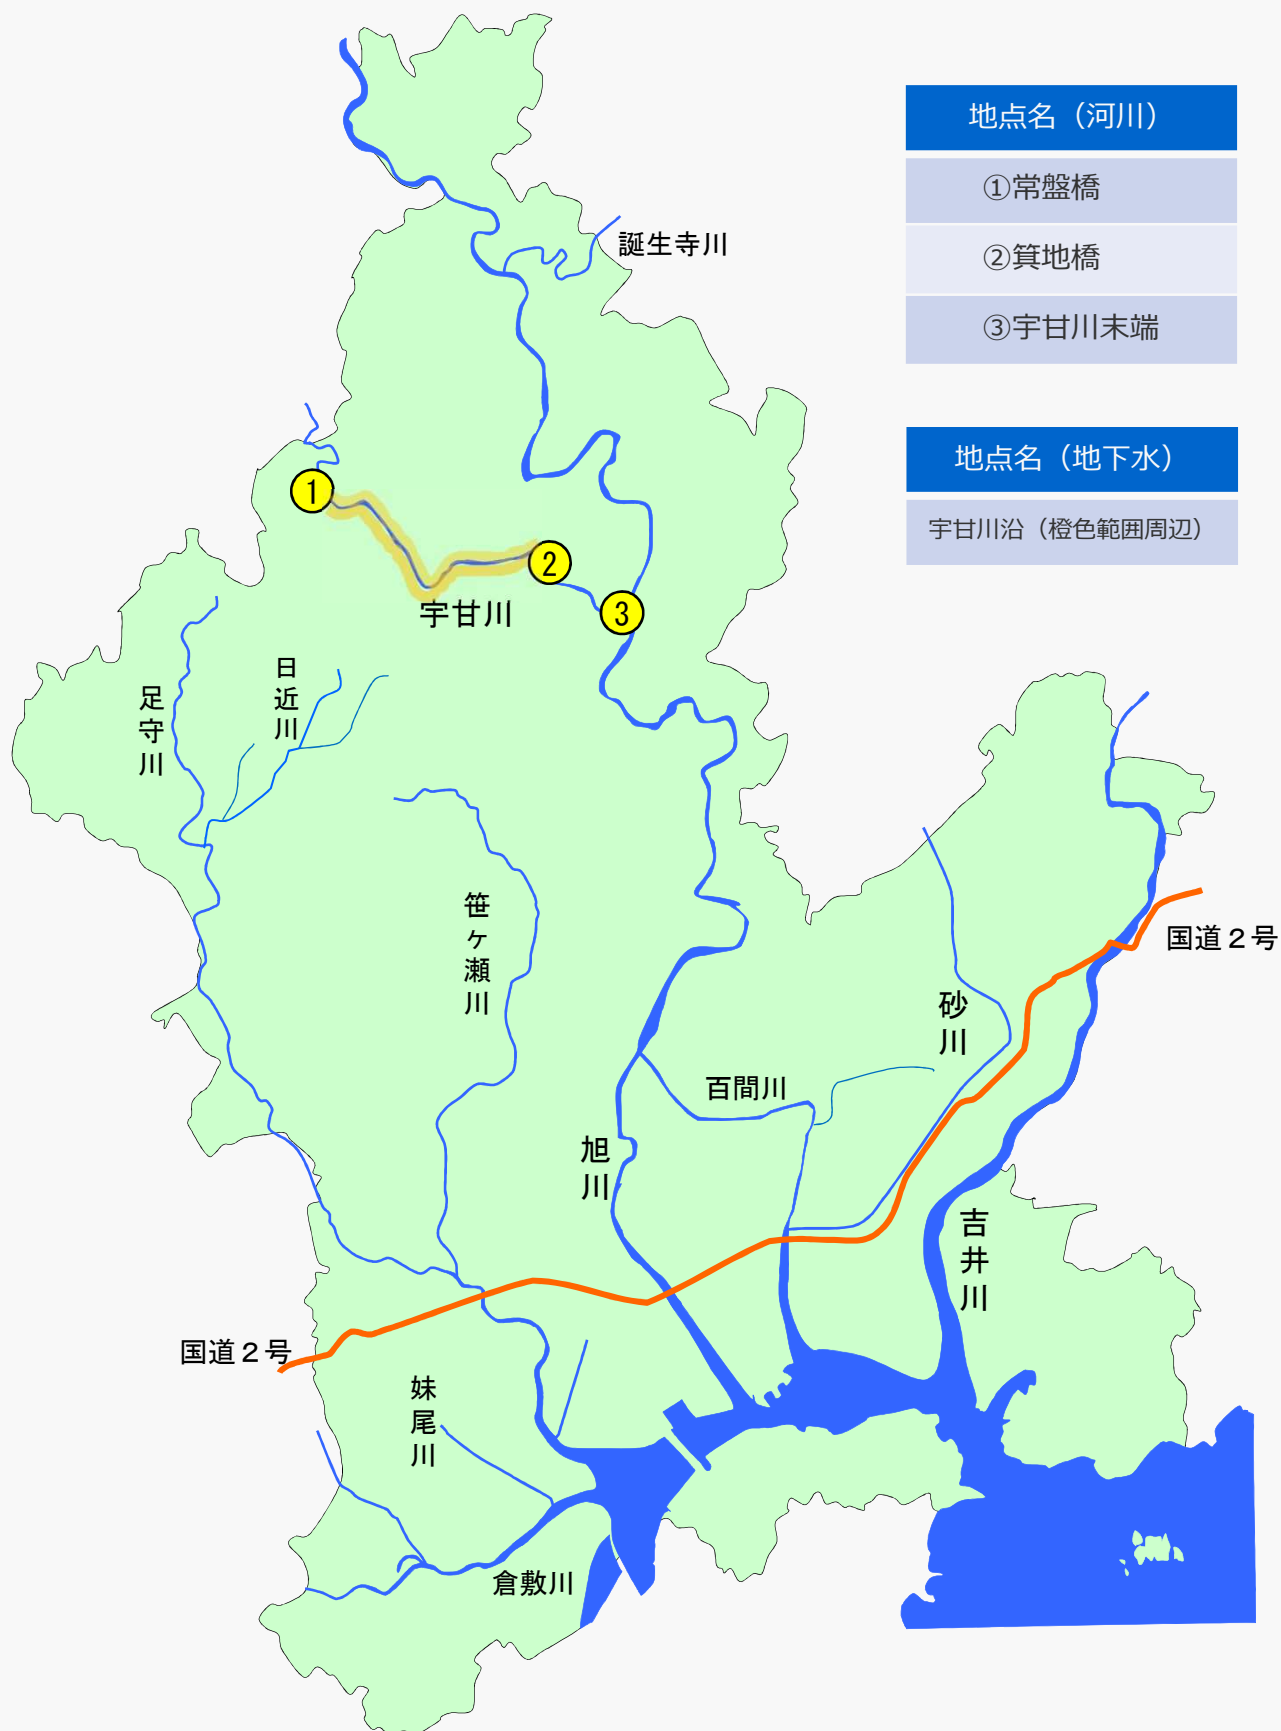 地点名（河川）
①常盤橋
②箕地橋
③宇甘川末端
地点名（地下水）
宇甘川沿（橙色範囲周辺）
誕生寺川
1
2
3
宇甘川
日近川
足守川
笹ヶ瀬川
国道２号
砂川
百間川
旭川
吉井川
国道２号
妹尾川
倉敷川